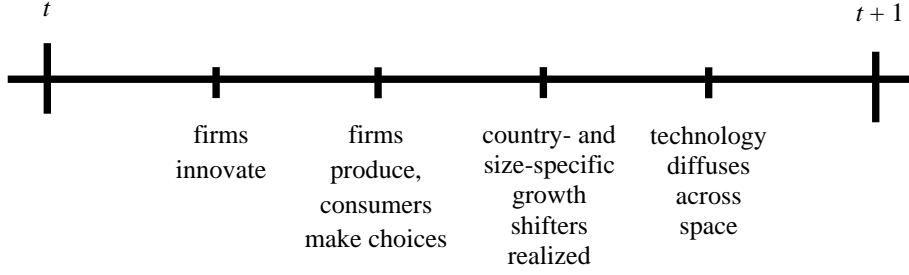 t
t + 1
firms
innovate
firms
produce,
consumers
make choices
country- and
size-specific
growth
shifters
realized
technology
diffuses
across
space